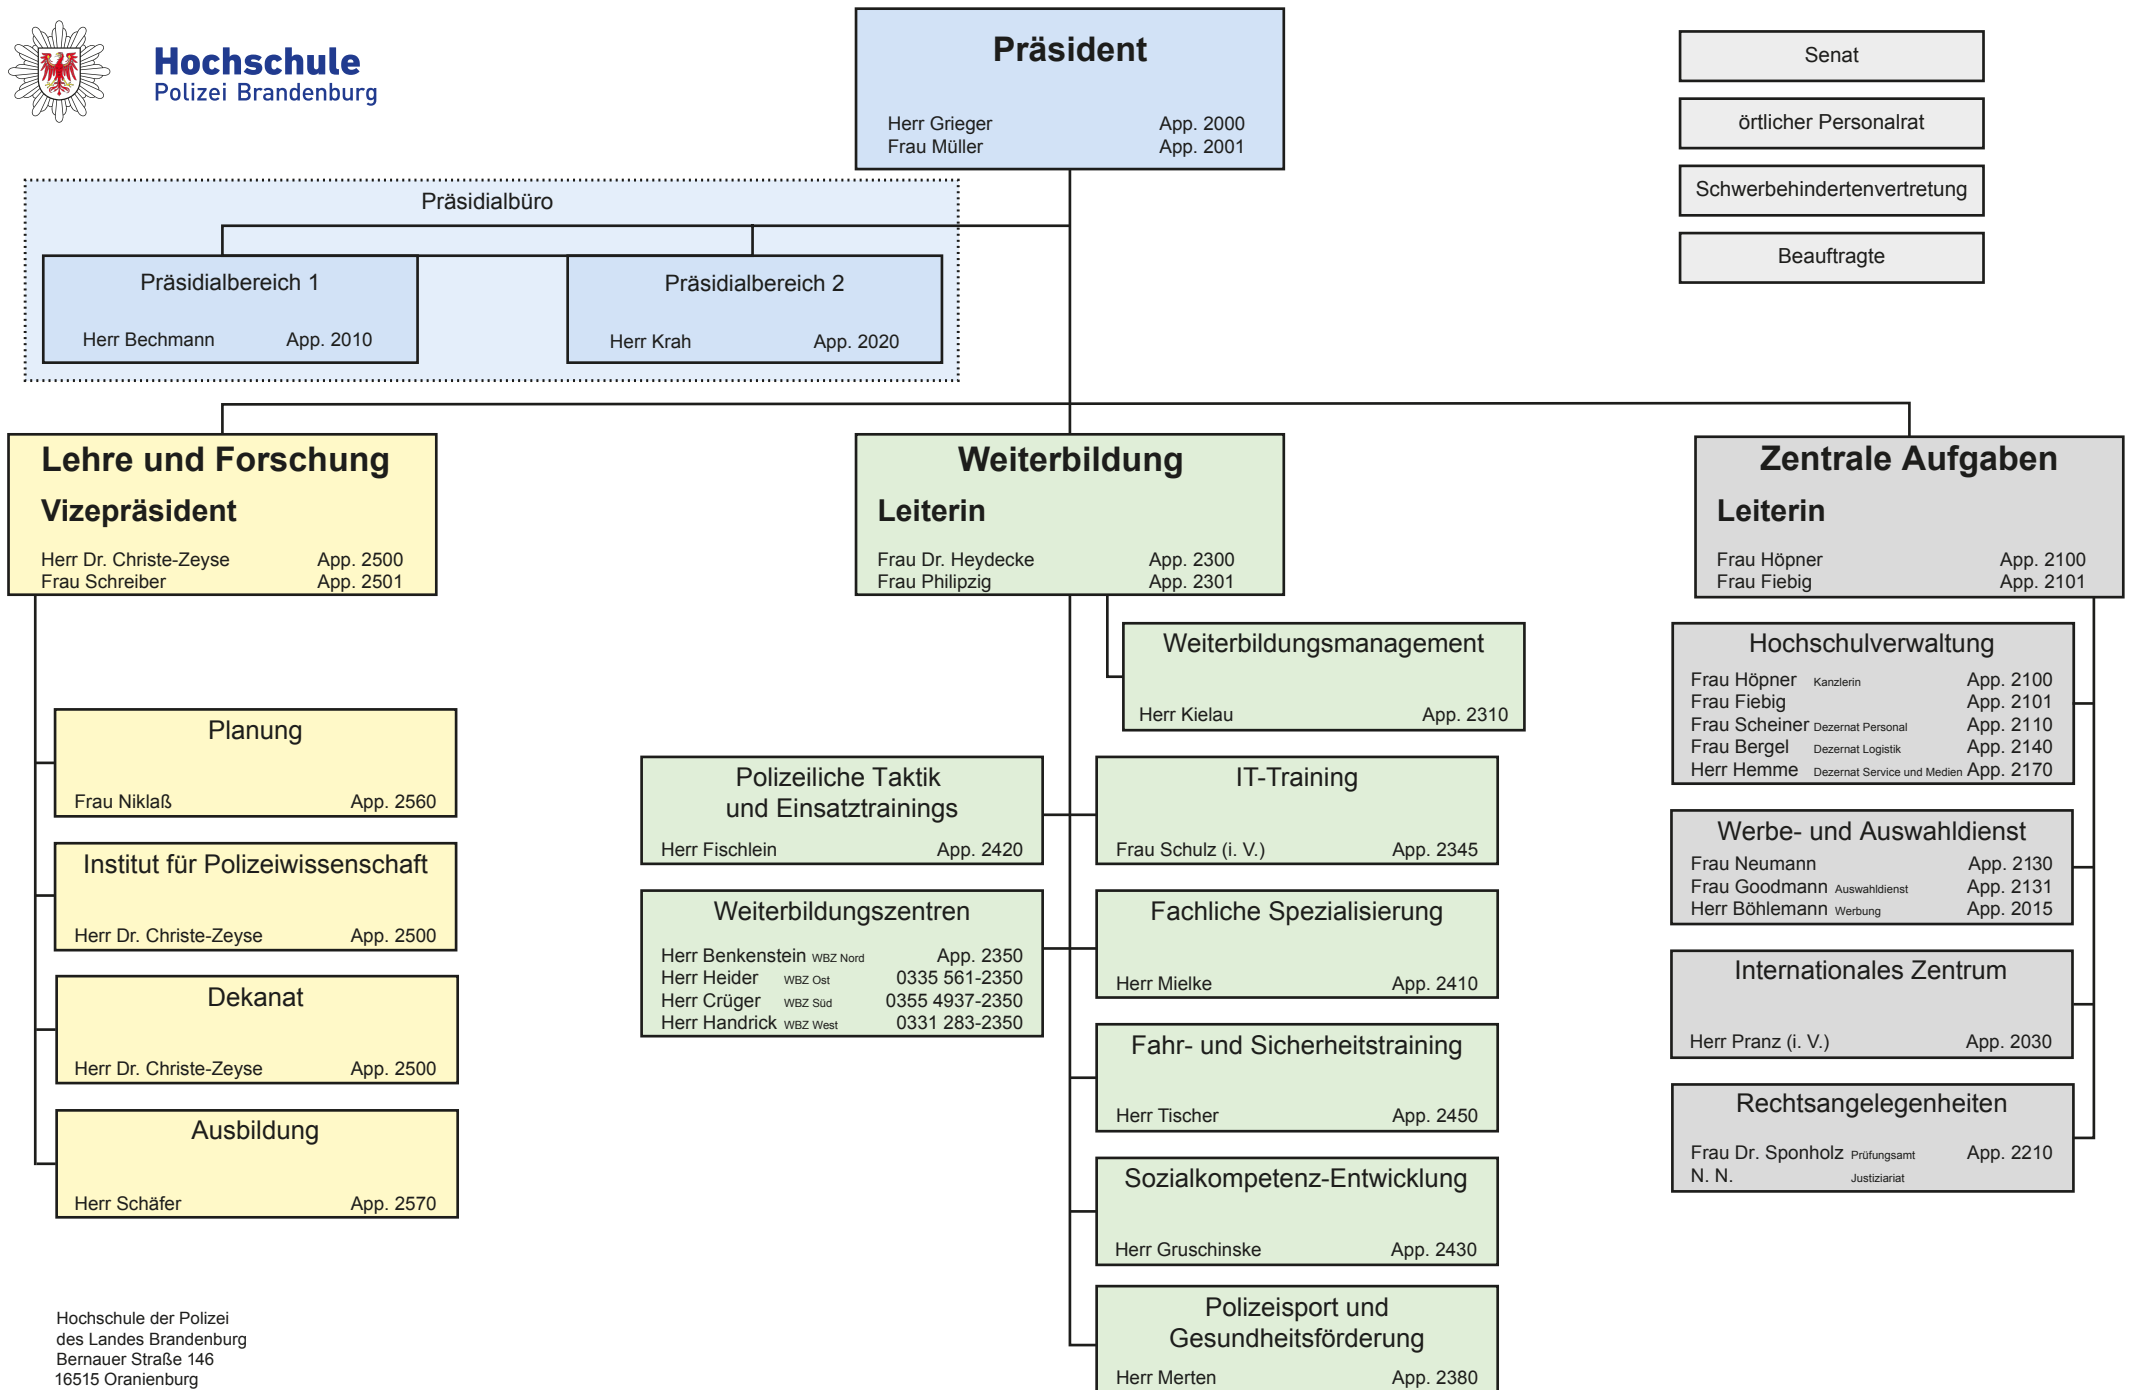 Hochschule
Polizei Brandenburg
Präsident
Herr Grieger App. 2000
Frau Müller App. 2001
Senat
örtlicher Personalrat
Schwerbehindertenvertretung
Beauftragte
Präsidialbüro
Präsidialbereich 1
Herr Bechmann App. 2010
Präsidialbereich 2
Herr Krah App. 2020
Lehre und Forschung
Vizepräsident
Herr Dr. Christe-Zeyse App. 2500
Frau Schreiber App. 2501
Planung
Frau Niklaß App. 2560
Institut für Polizeiwissenschaft
Herr Dr. Christe-Zeyse App. 2500
Dekanat
Herr Dr. Christe-Zeyse App. 2500
Ausbildung
Herr Schäfer App. 2570
Weiterbildung
Leiterin
Frau Dr. Heydecke App. 2300
Frau Philipzig App. 2301
Weiterbildungsmanagement
Herr Kielau App. 2310
Polizeiliche Taktik
und Einsatztrainings
Herr Fischlein App. 2420
Weiterbildungszentren
Herr Benkenstein WBZ Nord App. 2350
Herr Heider WBZ Ost 0335 561-2350
Herr Crüger WBZ Süd 0355 4937-2350
Herr Handrick WBZ West 0331 283-2350
IT-Training
Frau Schulz (i. V.) App. 2345
Fachliche Spezialisierung
Herr Mielke App. 2410
Fahr- und Sicherheitstraining
Herr Tischer App. 2450
Sozialkompetenz-Entwicklung
Herr Gruschinske App. 2430
Polizeisport und
Gesundheitsförderung
Herr Merten App. 2380
Zentrale Aufgaben
Leiterin
Frau Höpner App. 2100
Frau Fiebig App. 2101
Hochschulverwaltung
Frau Höpner Kanzlerin App. 2100
Frau Fiebig App. 2101
Frau Scheiner Dezernat Personal App. 2110
Frau Bergel Dezernat Logistik App. 2140
Herr Hemme Dezernat Service und Medien App. 2170
Werbe- und Auswahldienst
Frau Neumann App. 2130
Frau Goodmann Auswahldienst App. 2131
Herr Böhlemann Werbung App. 2015
Internationales Zentrum
Herr Pranz (i. V.) App. 2030
Rechtsangelegenheiten
Frau Dr. Sponholz Prüfungsamt App. 2210
N. N. Justiziariat
Hochschule der Polizei
des Landes Brandenburg
Bernauer Straße 146
16515 Oranienburg